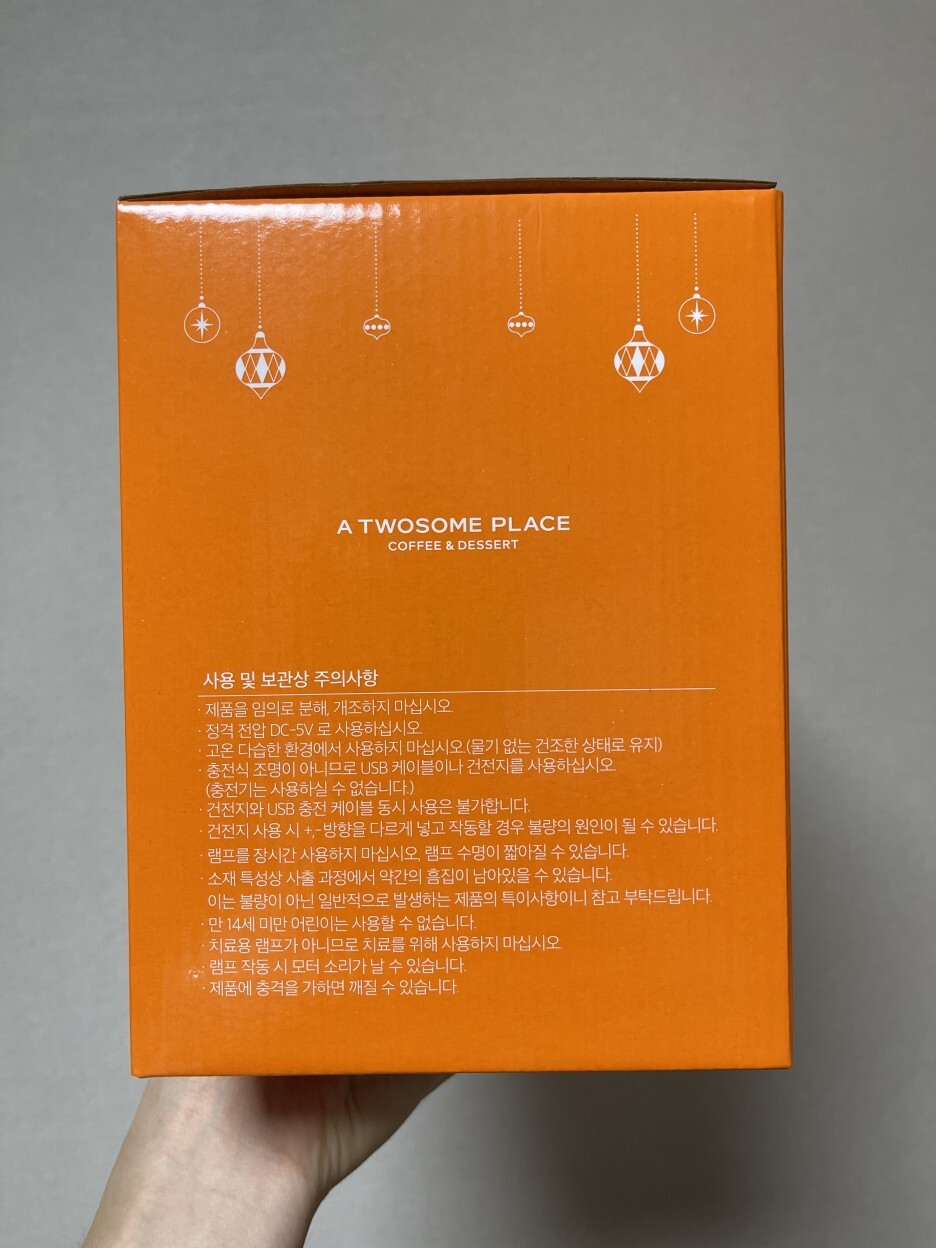 A TWOSOME PLACE
COFFEE & DESSERT
사용 및 보관상 주의사항
· 제품을 임의로 분해, 개조하지 마십시오.
· 정격 전압 DC-5V 로 사용하십시오.
· 고온 다습한 환경에서 사용하지 마십시오.(물기 없는 건조한 상태로 유지)
· 충전식 조명이 아니므로 USB 케이블이나 건전지를 사용하십시오.
(충전기는 사용하실 수 없습니다.)
· 건전지와 USB 충전 케이블 동시 사용은 불가합니다.
· 건전지 사용 시 +,-방향을 다르게 넣고 작동할 경우 불량의 원인이 될 수 있습니다.
· 램프를 장시간 사용하지 마십시오, 램프 수명이 짧아질 수 있습니다.
· 소재 특성상 사출 과정에서 약간의 흠집이 남아있을 수 있습니다.
이는 불량이 아닌 일반적으로 발생하는 제품의 특이사항이니 참고 부탁드립니다.
· 만 14세 미만 어린이는 사용할 수 없습니다.
· 치료용 램프가 아니므로 치료를 위해 사용하지 마십시오.
· 램프 작동 시 모터 소리가 날 수 있습니다.
· 제품에 충격을 가하면 깨질 수 있습니다.